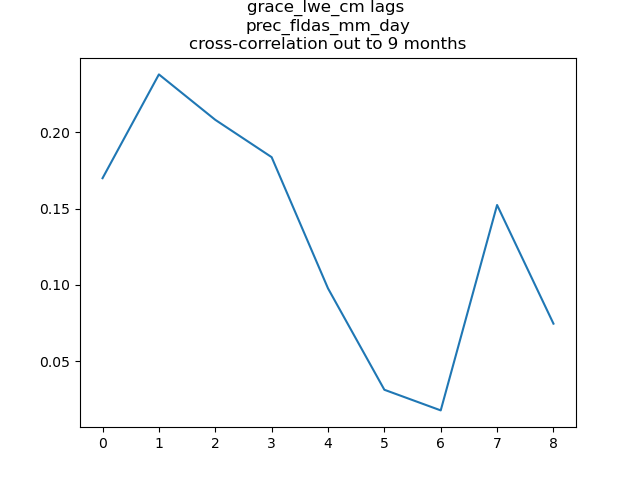 grace_lwe_cm lags
prec_fldas_mm_day
cross-correlation out to 9 months
0.20
0.15
0.10
0.05
0 1 2 3 4 5 6 7 8